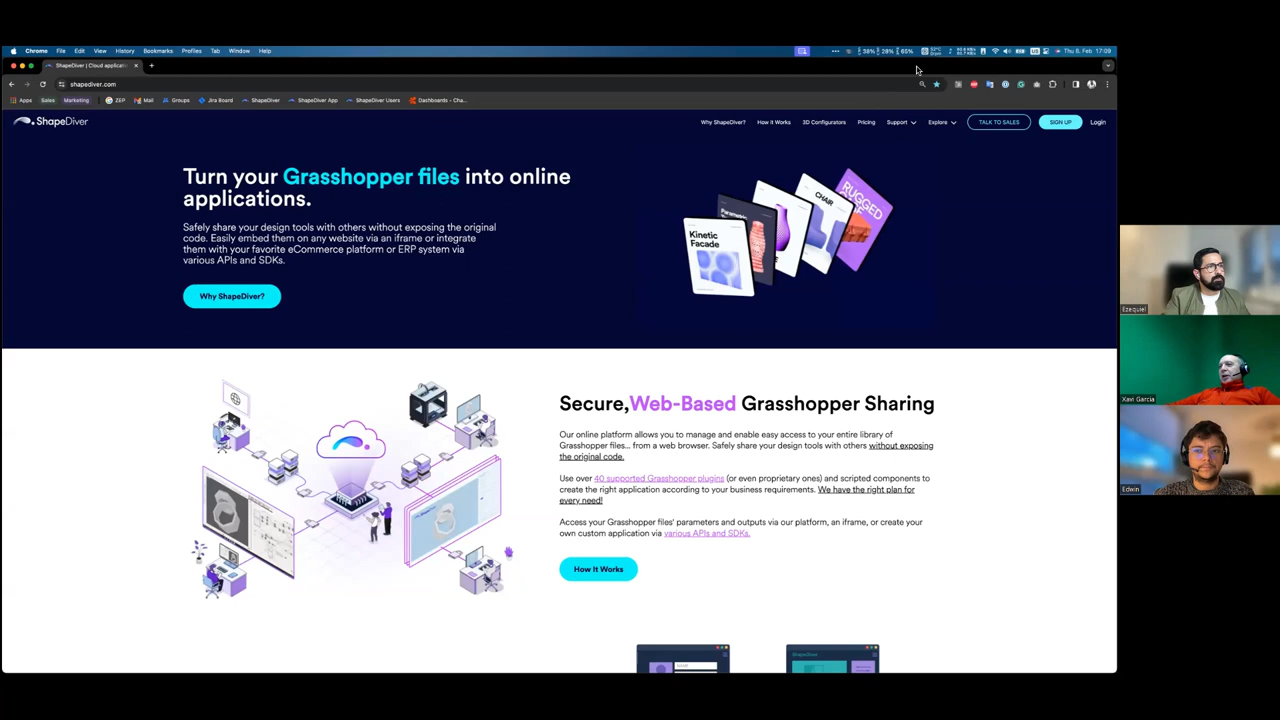 Chrome File Edit View History Bookmarks Profiles Tab Window Help
38% 28% 65%
Thu 8. Feb 17:09
ShapeDiver | Cloud applicatio
shapediver.com
Apps Sales Marketing ZEP Mail Groups Jira Board ShapeDiver ShapeDiver App ShapeDiver Users Dashboards - Cha...
ShapeDiver
Why ShapeDiver? How It Works 3D Configurators Pricing Support Explore TALK TO SALES SIGN UP Login
Turn your Grasshopper files into online
applications.
Safely share your design tools with others without exposing the original
code. Easily embed them on any website via an iframe or integrate
them with your favorite eCommerce platform or ERP system via
various APIs and SDKs.
Why ShapeDiver?
Kinetic
Facade
Parametric
CHAIR
RUGGED
Ezequiel
Xavi Garcia
Edwin
Secure,Web-Based Grasshopper Sharing
Our online platform allows you to manage and enable easy access to your entire library of
Grasshopper files... from a web browser. Safely share your design tools with others without exposing
the original code.
Use over 40 supported Grasshopper plugins (or even proprietary ones) and scripted components to
create the right application according to your business requirements. We have the right plan for
every need!
Access your Grasshopper files' parameters and outputs via our platform, an iframe, or create your
own custom application via various APIs and SDKs.
How It Works
ShapeDiver